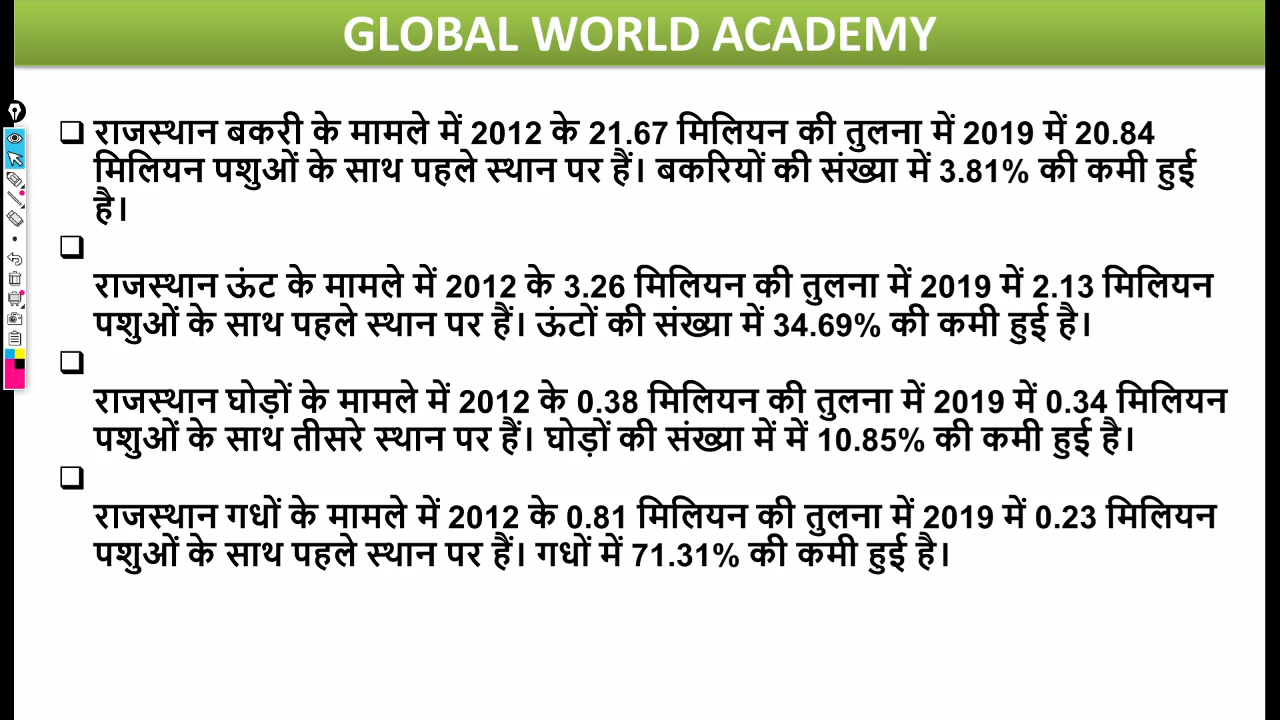 GLOBAL WORLD ACADEMY
राजस्थान बकरी के मामले में 2012 के 21.67 मिलियन की तुलना में 2019 में 20.84
मिलियन पशुओं के साथ पहले स्थान पर हैं। बकरियों की संख्या में 3.81% की कमी हुई
है।
राजस्थान ऊंट के मामले में 2012 के 3.26 मिलियन की तुलना में 2019 में 2.13 मिलियन
पशुओं के साथ पहले स्थान पर हैं। ऊंटों की संख्या में 34.69% की कमी हुई है।
राजस्थान घोड़ों के मामले में 2012 के 0.38 मिलियन की तुलना में 2019 में 0.34 मिलियन
पशुओं के साथ तीसरे स्थान पर हैं। घोड़ों की संख्या में में 10.85% की कमी हुई है।
राजस्थान गधों के मामले में 2012 के 0.81 मिलियन की तुलना में 2019 में 0.23 मिलियन
पशुओं के साथ पहले स्थान पर हैं। गधों में 71.31% की कमी हुई है।